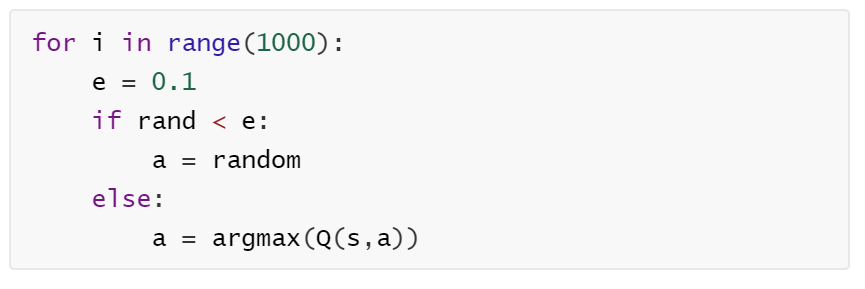 for i in range(1000):
    e = 0.1
    if rand < e:
        a = random
    else:
        a = argmax(Q(s,a))